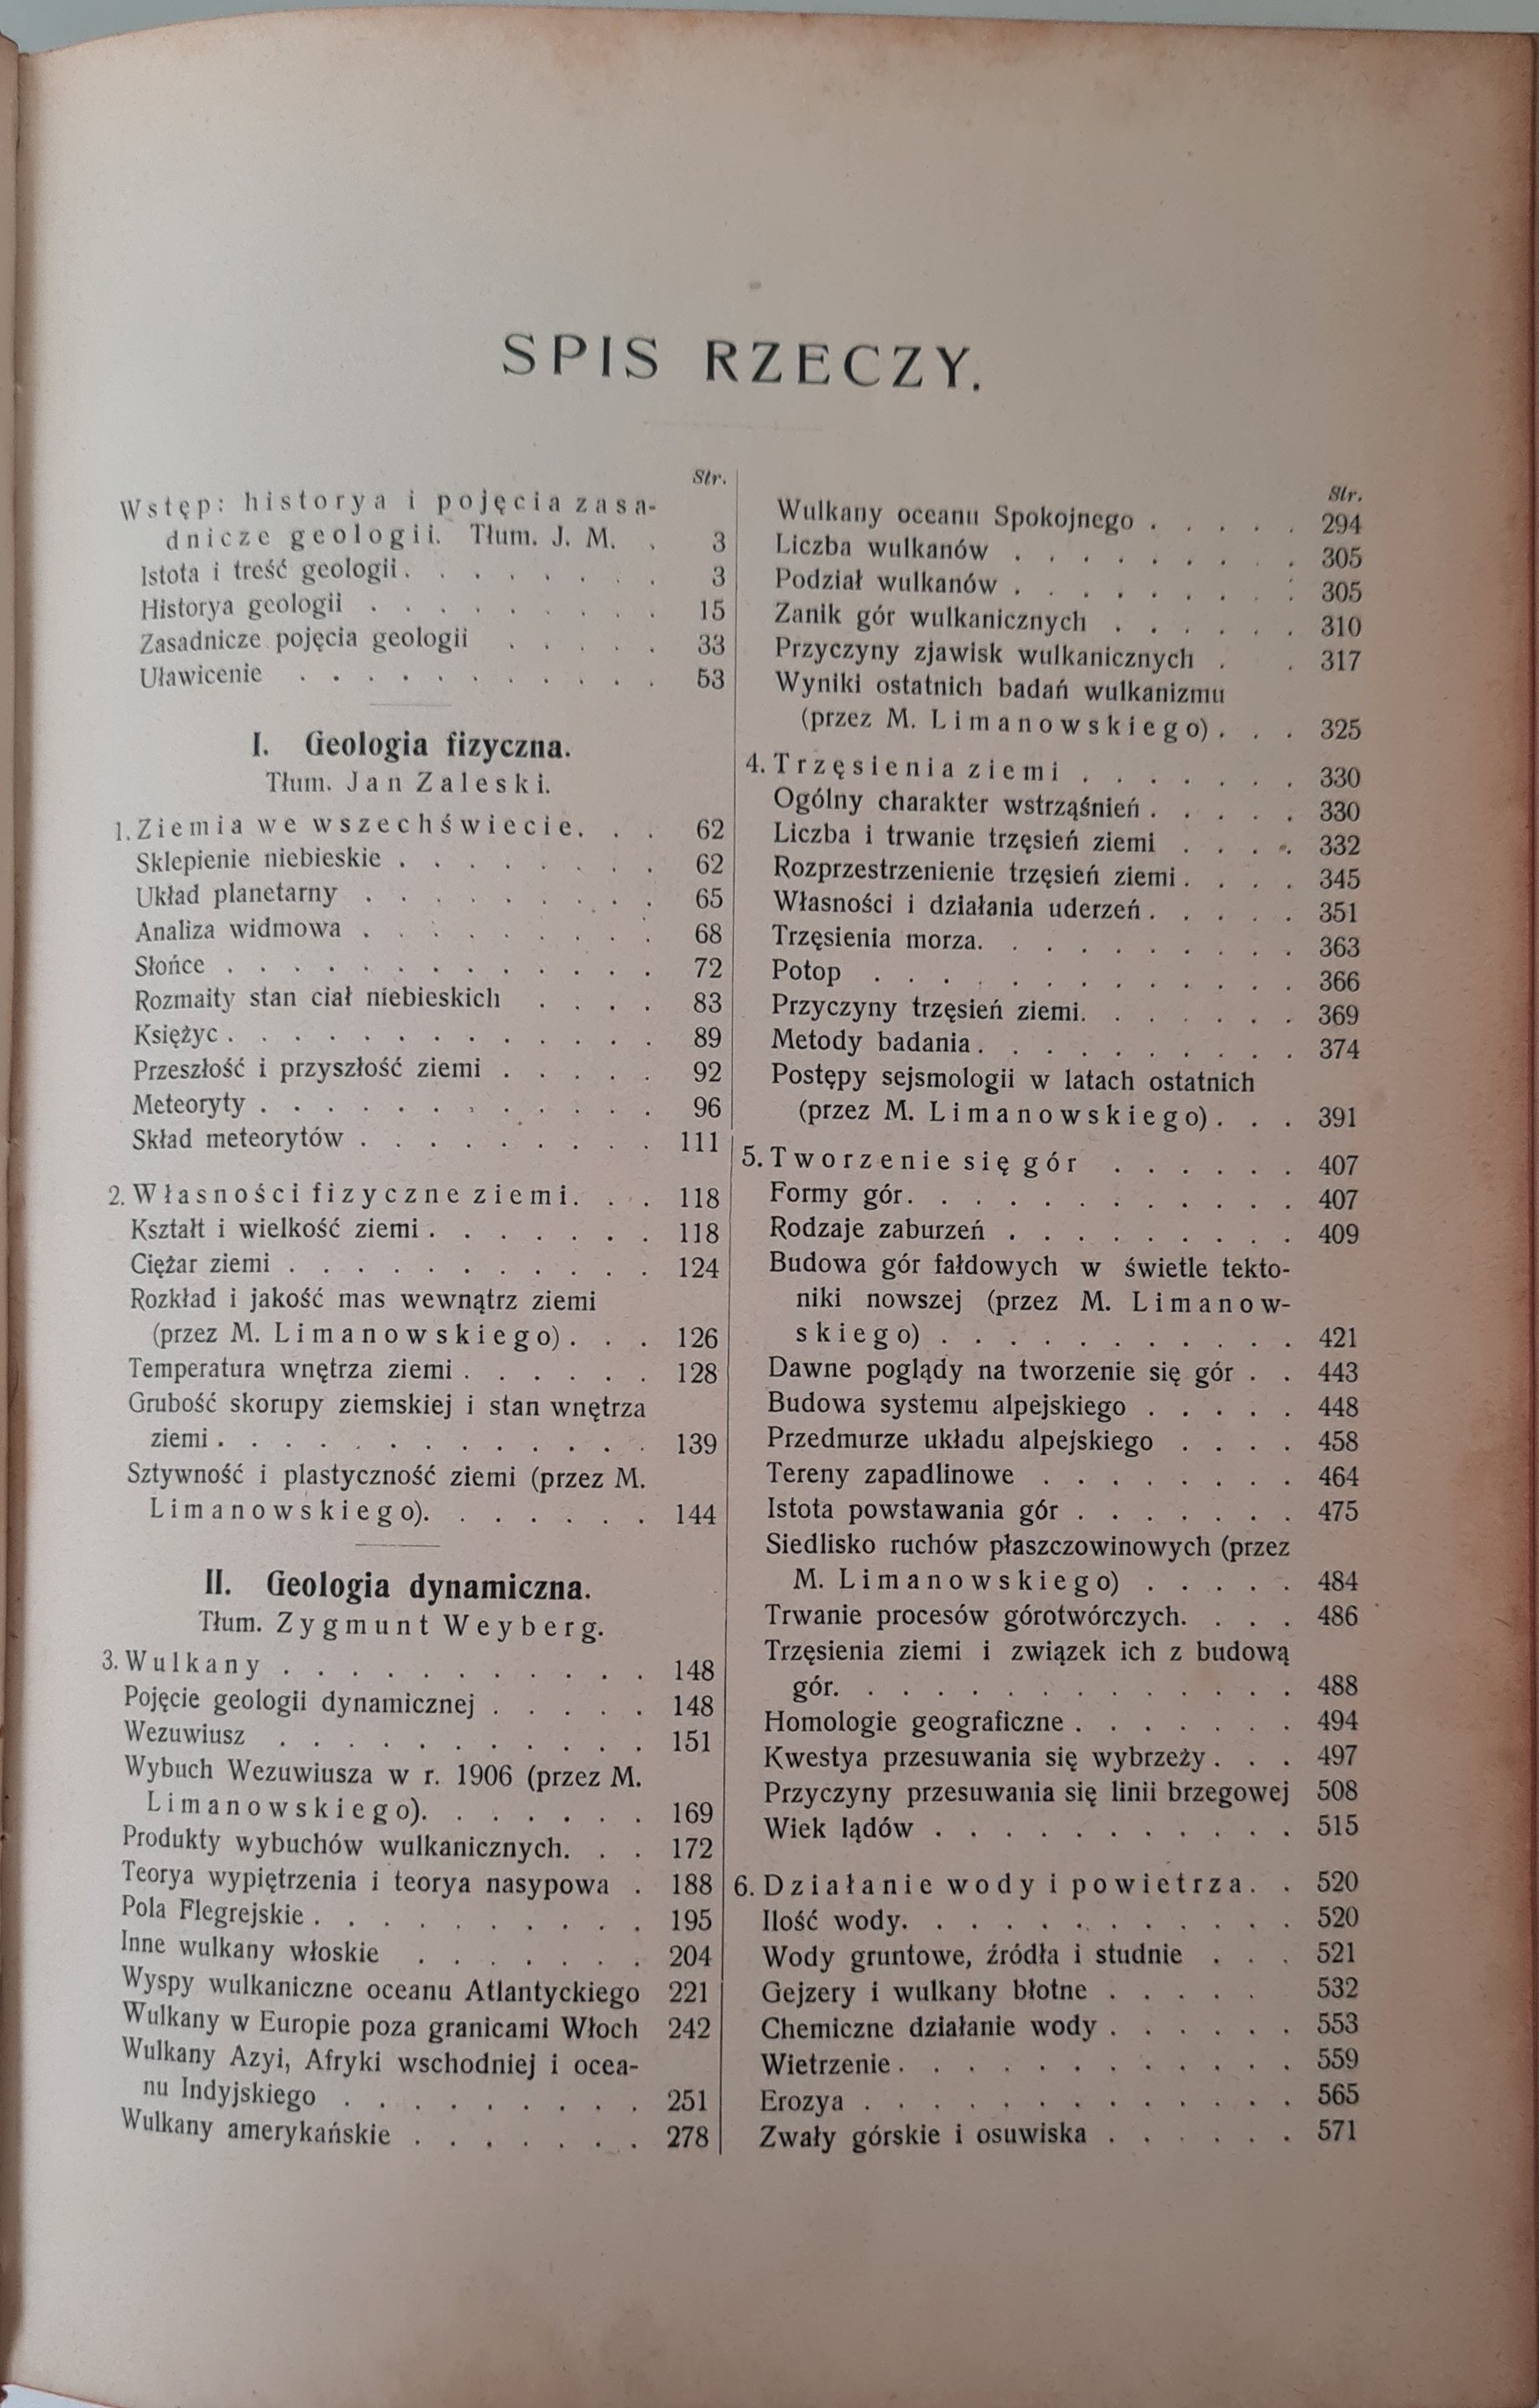 SPIS RZECZY.
Str.
Wstęp: historya i pojęcia zasa-
dnicze geologii. Tłum. J. M. . 3
Istota i treść geologii . . . . . . . . 3
Historya geologii . . . . . . . . . 15
Zasadnicze pojęcia geologii . . . . . 33
Uławicenie . . . . . . . . . . . 53
I. Geologia fizyczna.
Tłum. Jan Zaleski.
1. Ziemia we wszechświecie. . . 62
Sklepienie niebieskie . . . . . . . . 62
Układ planetarny . . . . . . . . . 65
Analiza widmowa . . . . . . . . . 68
Słońce . . . . . . . . . . . . . 72
Rozmaity stan ciał niebieskich . . . . 83
Księżyc . . . . . . . . . . . . . 89
Przeszłość i przyszłość ziemi . . . . . 92
Meteoryty . . . . . . . . . . . . 96
Skład meteorytów . . . . . . . . . 111
2. Własności fizyczne ziemi. . . 118
Kształt i wielkość ziemi . . . . . . . 118
Ciężar ziemi . . . . . . . . . . . 124
Rozkład i jakość mas wewnątrz ziemi
(przez M. Limanowskiego) . . . 126
Temperatura wnętrza ziemi . . . . . . 128
Grubość skorupy ziemskiej i stan wnętrza
ziemi . . . . . . . . . . . . . 139
Sztywność i plastyczność ziemi (przez M.
Limanowskiego). . . . . . . 144
II. Geologia dynamiczna.
Tłum. Zygmunt Weyberg.
3. Wulkany . . . . . . . . . . . 148
Pojęcie geologii dynamicznej . . . . . 148
Wezuwiusz . . . . . . . . . . . 151
Wybuch Wezuwiusza w r. 1906 (przez M.
Limanowskiego). . . . . . . 169
Produkty wybuchów wulkanicznych. . . 172
Teorya wypiętrzenia i teorya nasypowa . 188
Pola Flegrejskie . . . . . . . . . . 195
Inne wulkany włoskie . . . . . . . 204
Wyspy wulkaniczne oceanu Atlantyckiego 221
Wulkany w Europie poza granicami Włoch 242
Wulkany Azyi, Afryki wschodniej i ocea-
nu Indyjskiego . . . . . . . . . 251
Wulkany amerykańskie . . . . . . . 278
Str.
Wulkany oceanu Spokojnego . . . . . 294
Liczba wulkanów . . . . . . . . . 305
Podział wulkanów . . . . . . . . . 305
Zanik gór wulkanicznych . . . . . . 310
Przyczyny zjawisk wulkanicznych . . 317
Wyniki ostatnich badań wulkanizmu
(przez M. Limanowskiego) . . . 325
4. Trzęsienia ziemi . . . . . . . 330
Ogólny charakter wstrząśnień . . . . . 330
Liczba i trwanie trzęsień ziemi . . . . 332
Rozprzestrzenienie trzęsień ziemi . . . . 345
Własności i działania uderzeń . . . . . 351
Trzęsienia morza. . . . . . . . . . 363
Potop . . . . . . . . . . . . . 366
Przyczyny trzęsień ziemi. . . . . . . 369
Metody badania . . . . . . . . . . 374
Postępy sejsmologii w latach ostatnich
(przez M. Limanowskiego) . . . 391
5. Tworzenie się gór . . . . . . 407
Formy gór. . . . . . . . . . . . 407
Rodzaje zaburzeń . . . . . . . . . 409
Budowa gór fałdowych w świetle tekto-
niki nowszej (przez M. Limanow-
skiego) . . . . . . . . . . . 421
Dawne poglądy na tworzenie się gór . . 443
Budowa systemu alpejskiego . . . . . 448
Przedmurze układu alpejskiego . . . . 458
Tereny zapadlinowe . . . . . . . . 464
Istota powstawania gór . . . . . . . 475
Siedlisko ruchów płaszczowinowych (przez
M. Limanowskiego) . . . . . 484
Trwanie procesów górotwórczych. . . . 486
Trzęsienia ziemi i związek ich z budową
gór. . . . . . . . . . . . . . 488
Homologie geograficzne . . . . . . . 494
Kwestya przesuwania się wybrzeży . . . 497
Przyczyny przesuwania się linii brzegowej 508
Wiek lądów . . . . . . . . . . . 515
6. Działanie wody i powietrza. . 520
Ilość wody. . . . . . . . . . . . 520
Wody gruntowe, źródła i studnie . . . 521
Gejzery i wulkany błotne . . . . . 532
Chemiczne działanie wody . . . . . . 553
Wietrzenie . . . . . . . . . . . . 559
Erozya . . . . . . . . . . . . . 565
Zwały górskie i osuwiska . . . . . . 571